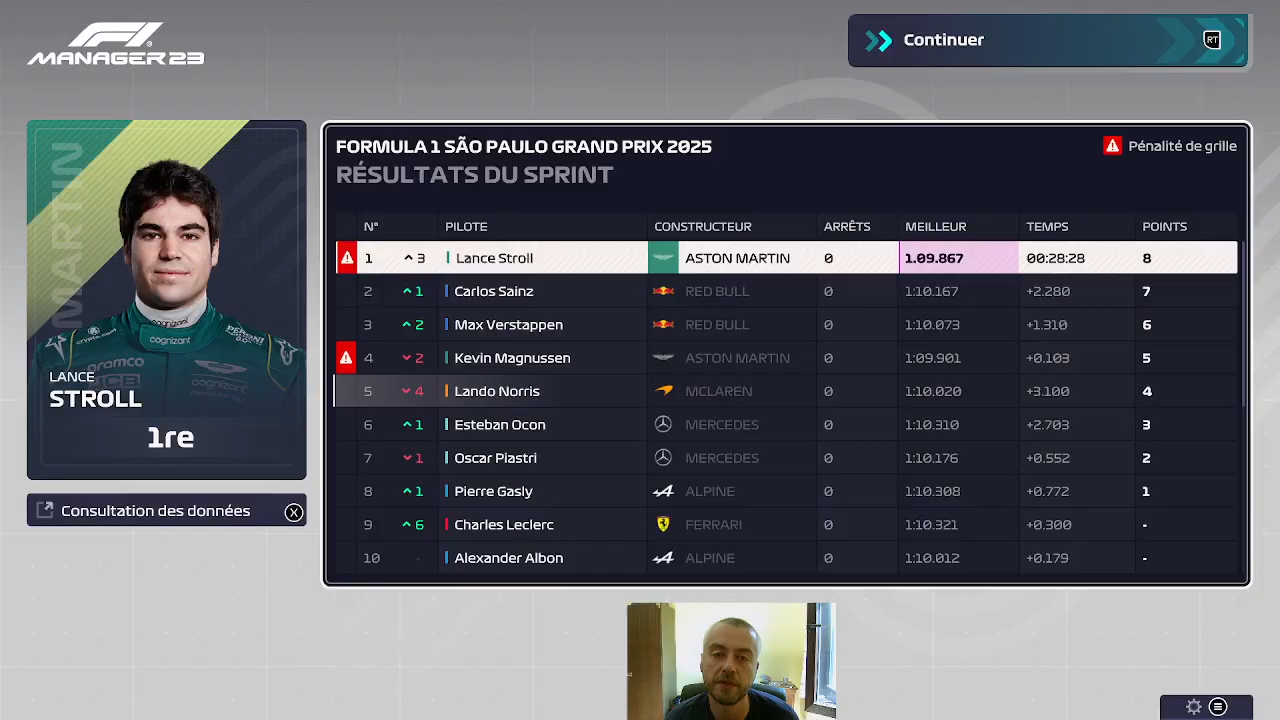 F1
MANAGER 23
Continuer
RT
MARTIN
crypto.com
cognizant
aramco
cognizant
LANCE
STROLL
1re
Consultation des données X
FORMULA 1 SÃO PAULO GRAND PRIX 2025
Pénalité de grille
RÉSULTATS DU SPRINT
N° PILOTE CONSTRUCTEUR ARRÊTS MEILLEUR TEMPS POINTS
1 3 Lance Stroll ASTON MARTIN 0 1:09.867 00:28:28 8
2 1 Carlos Sainz RED BULL 0 1:10.167 +2.280 7
3 2 Max Verstappen RED BULL 0 1:10.073 +1.310 6
4 2 Kevin Magnussen ASTON MARTIN 0 1:09.901 +0.103 5
5 4 Lando Norris MCLAREN 0 1:10.020 +3.100 4
6 1 Esteban Ocon MERCEDES 0 1:10.310 +2.703 3
7 1 Oscar Piastri MERCEDES 0 1:10.176 +0.552 2
8 1 Pierre Gasly ALPINE 0 1:10.308 +0.772 1
9 6 Charles Leclerc FERRARI 0 1:10.321 +0.300 -
10 - Alexander Albon ALPINE 0 1:10.012 +0.179 -